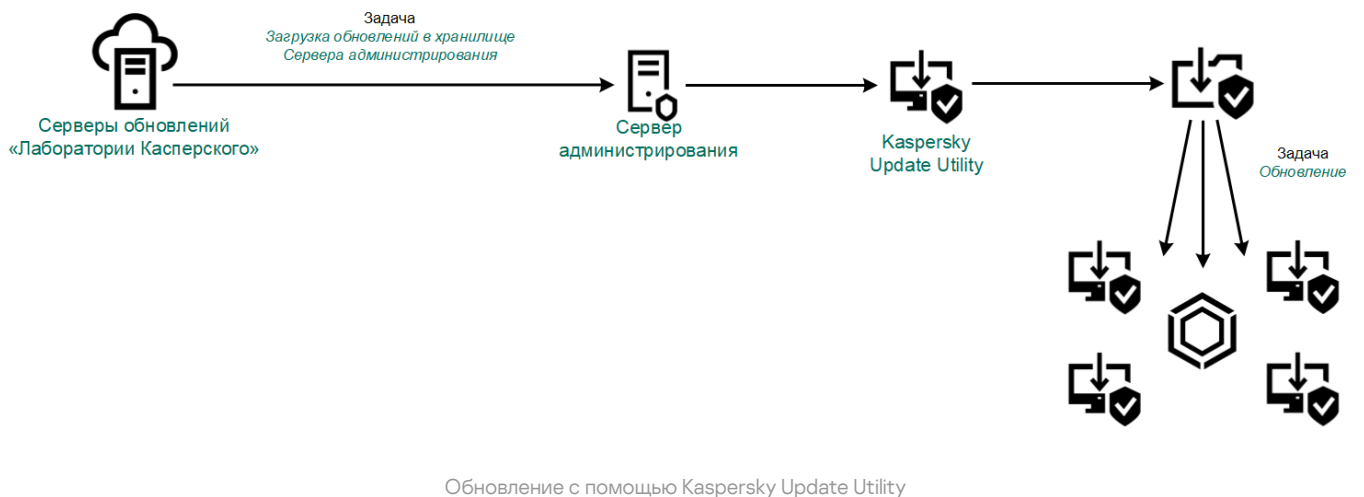 Задача
Загрузка обновлений в хранилище
Сервера администрирования
Серверы обновлений
«Лаборатории Касперского»
Сервер
администрирования
Kaspersky
Update Utility
Задача
Обновление
Обновление с помощью Kaspersky Update Utility